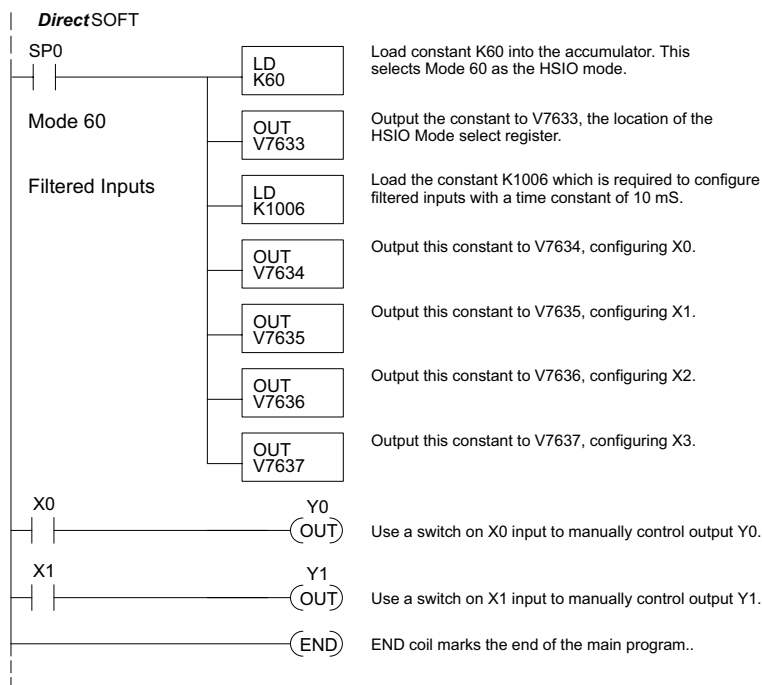 DirectSOFT
SP0
LD
K60
Load constant K60 into the accumulator. This
selects Mode 60 as the HSIO mode.
Mode 60
OUT
V7633
Output the constant to V7633, the location of the
HSIO Mode select register.
Filtered Inputs
LD
K1006
Load the constant K1006 which is required to configure
filtered inputs with a time constant of 10 mS.
OUT
V7634
Output this constant to V7634, configuring X0.
OUT
V7635
Output this constant to V7635, configuring X1.
OUT
V7636
Output this constant to V7636, configuring X2.
OUT
V7637
Output this constant to V7637, configuring X3.
X0
Y0
OUT
Use a switch on X0 input to manually control output Y0.
X1
Y1
OUT
Use a switch on X1 input to manually control output Y1.
END
END coil marks the end of the main program..